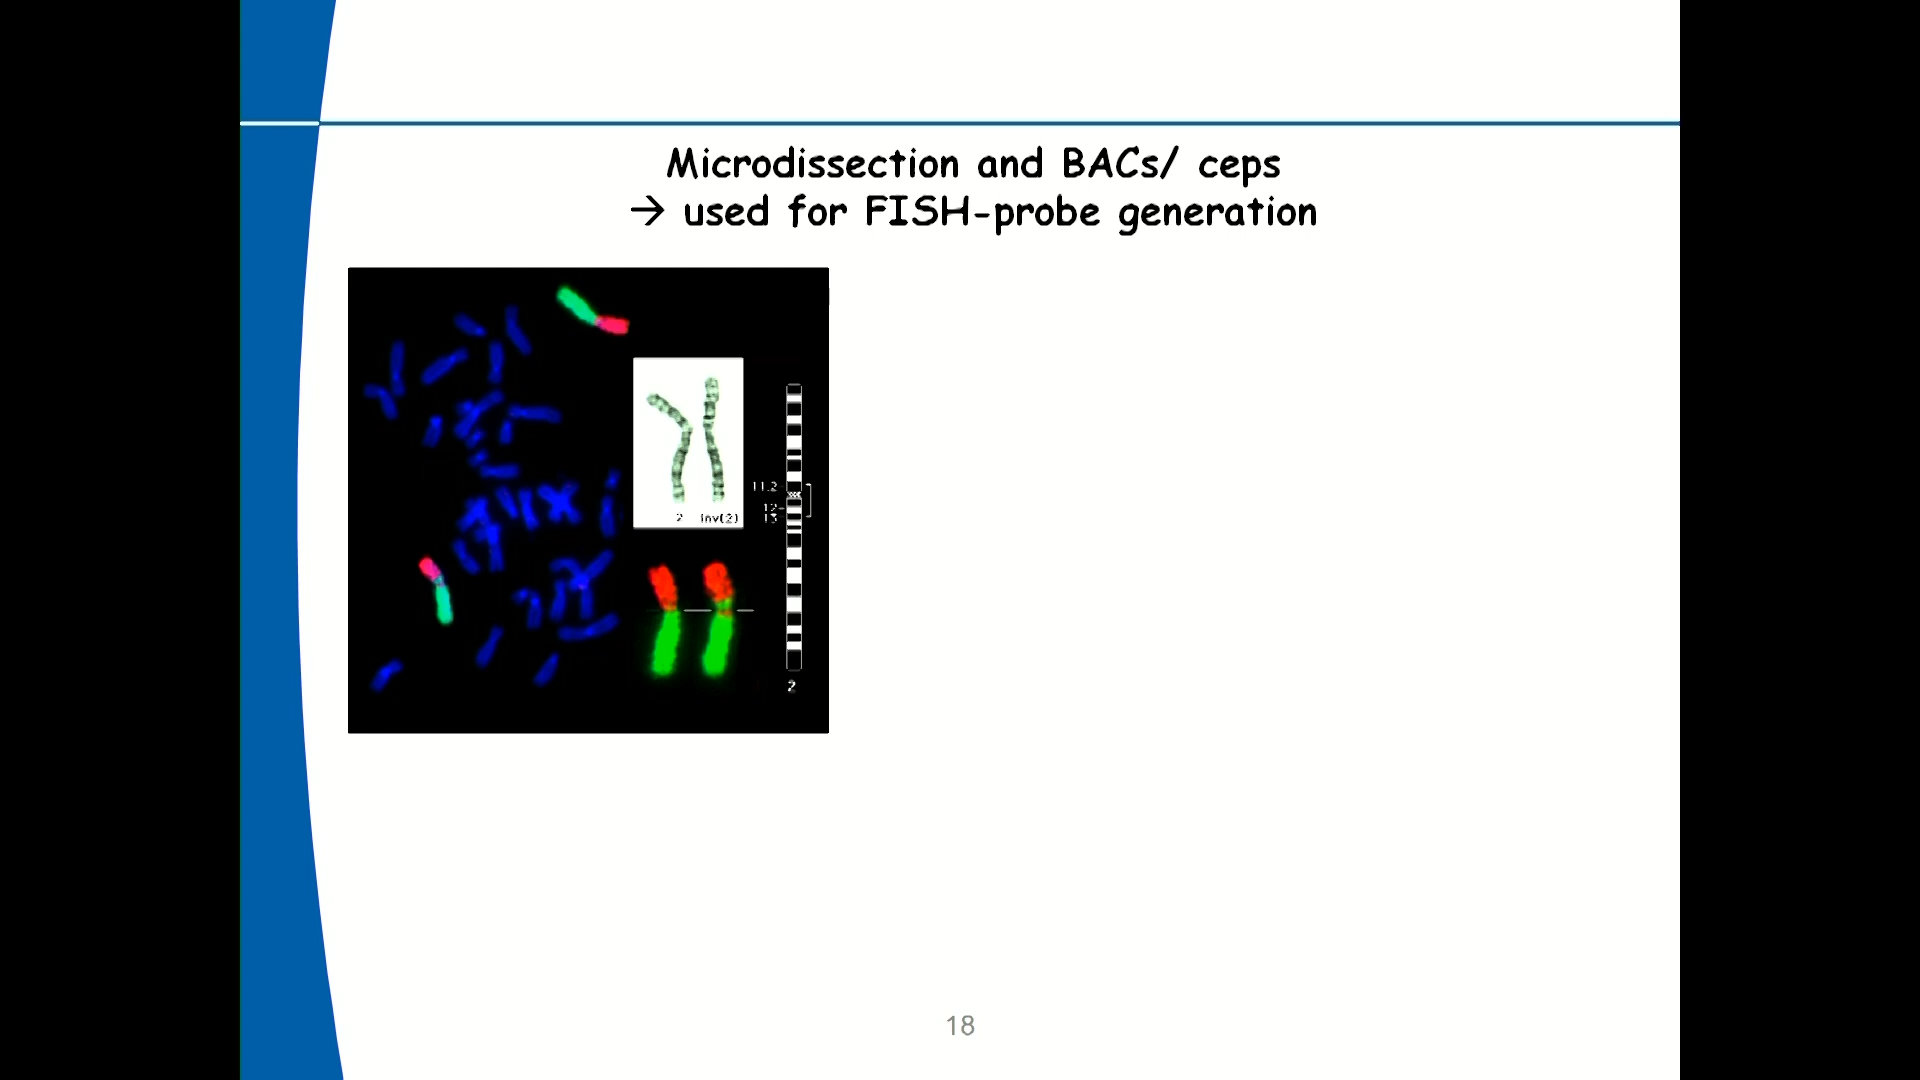 Microdissection and BACs/ ceps
→ used for FISH-probe generation
11.2
12
13
2 inv(2)
2
18